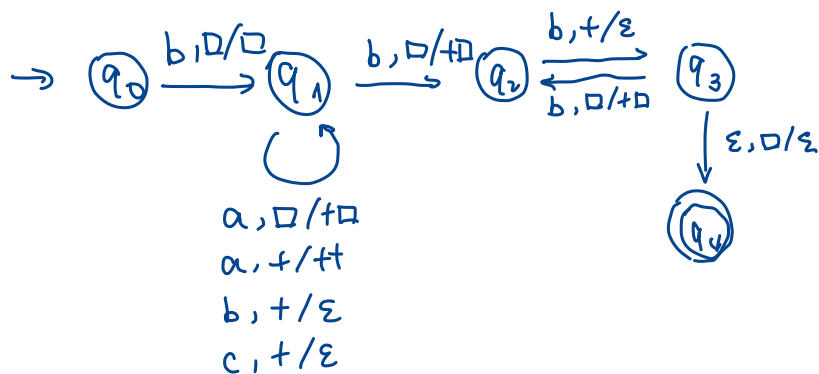 b,□/□ b,□/+□ b,+/ε
→ q0 q1 q2 q3
b,□/+□
ε,□/ε
a,□/+□
q4
a,+/++
b,+/ε
c,+/ε